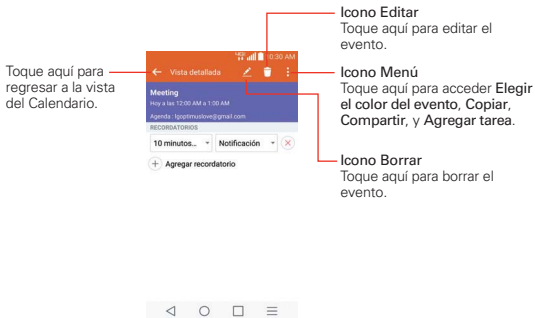 Icono Editar
Toque aquí para editar el
evento.
10:30 AM
Toque aquí para
regresar a la vista
del Calendario.
Vista detallada
Icono Menú
Toque aquí para acceder Elegir
el color del evento, Copiar,
Compartir, y Agregar tarea.
Meeting
Hoy a las 12:00 AM a 1:00 AM
Agenda : lgoptimuslove@gmail.com
RECORDATORIOS
10 minutos...
Notificación
Agregar recordatorio
Icono Borrar
Toque aquí para borrar el
evento.